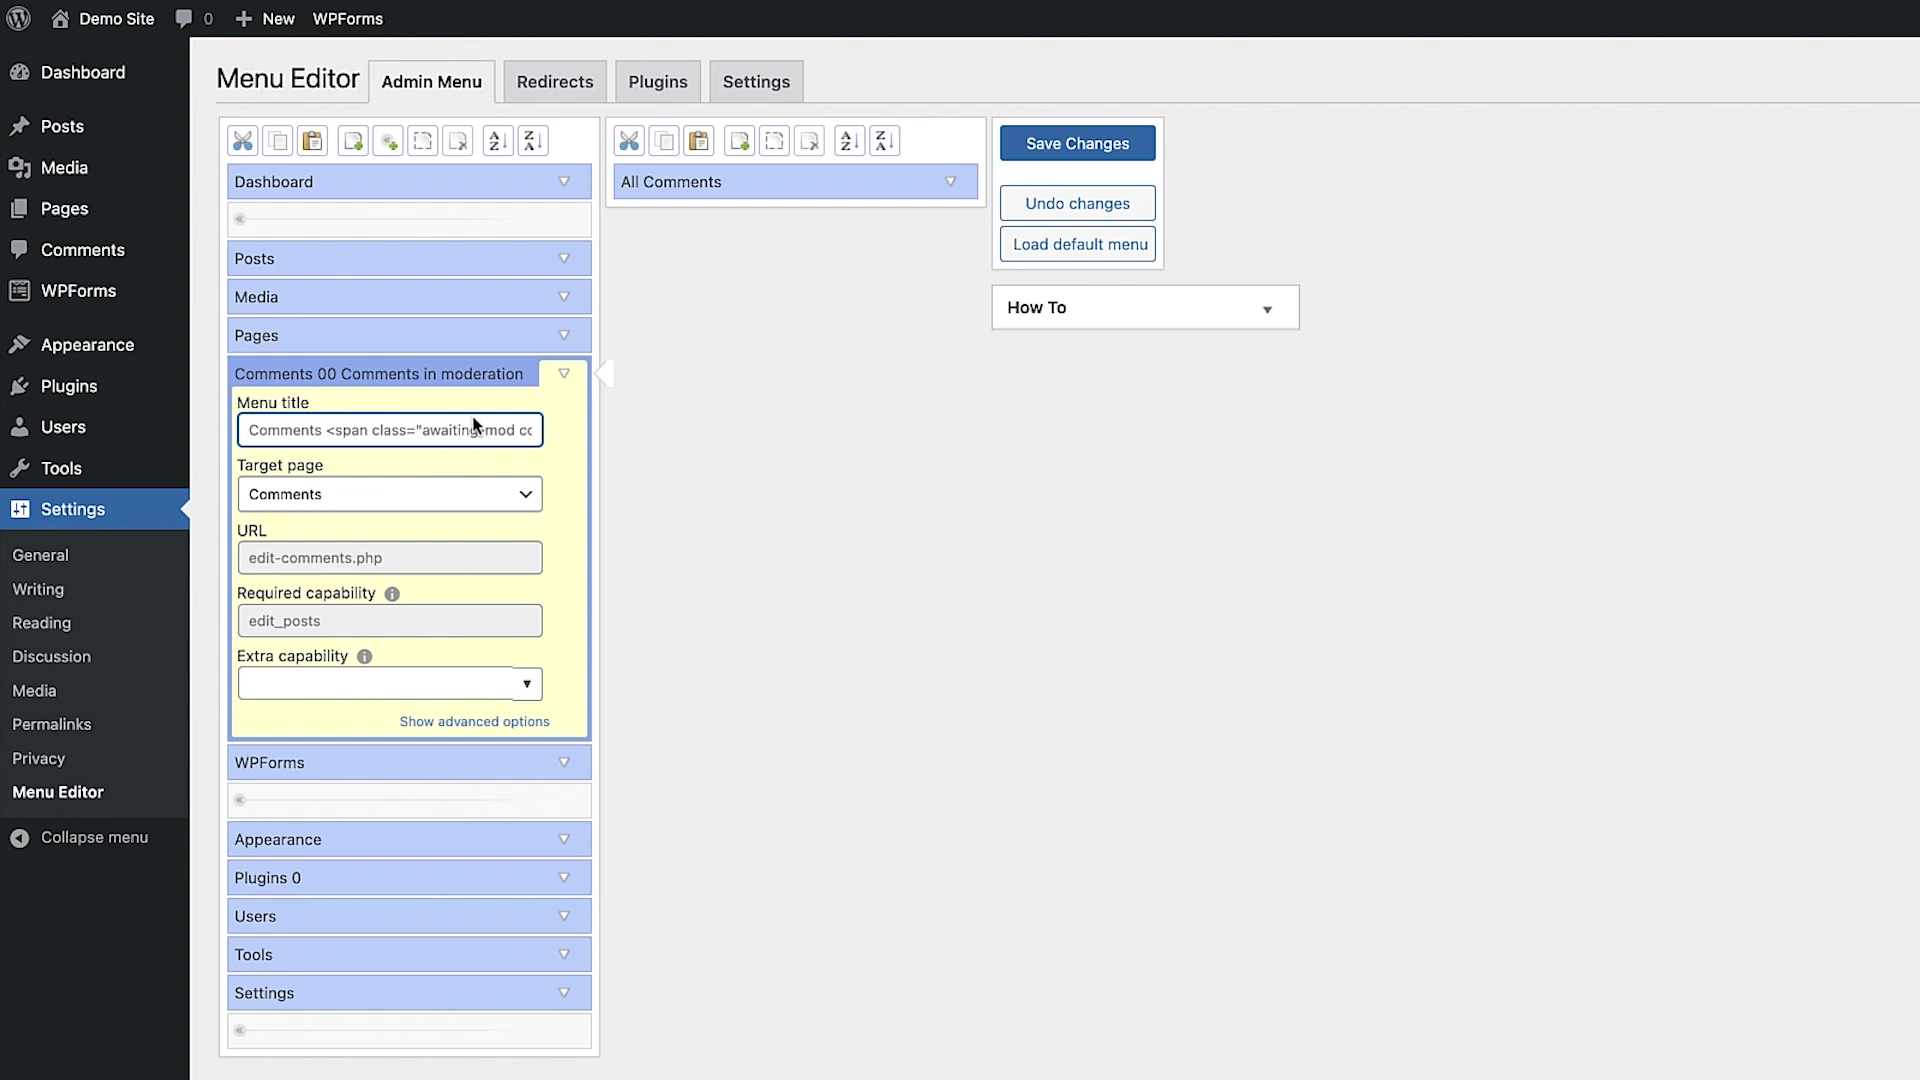 Demo Site 0 New WPForms
Dashboard
Posts
Media
Pages
Comments
WPForms
Appearance
Plugins
Users
Tools
Settings
General
Writing
Reading
Discussion
Media
Permalinks
Privacy
Menu Editor
Collapse menu
Menu Editor
Admin Menu
Redirects
Plugins
Settings
Dashboard
Posts
Media
Pages
Comments 00 Comments in moderation
Menu title
Comments <span class="awaiting-mod cc
Target page
Comments
URL
edit-comments.php
Required capability
edit_posts
Extra capability
Show advanced options
WPForms
Appearance
Plugins 0
Users
Tools
Settings
All Comments
Save Changes
Undo changes
Load default menu
How To